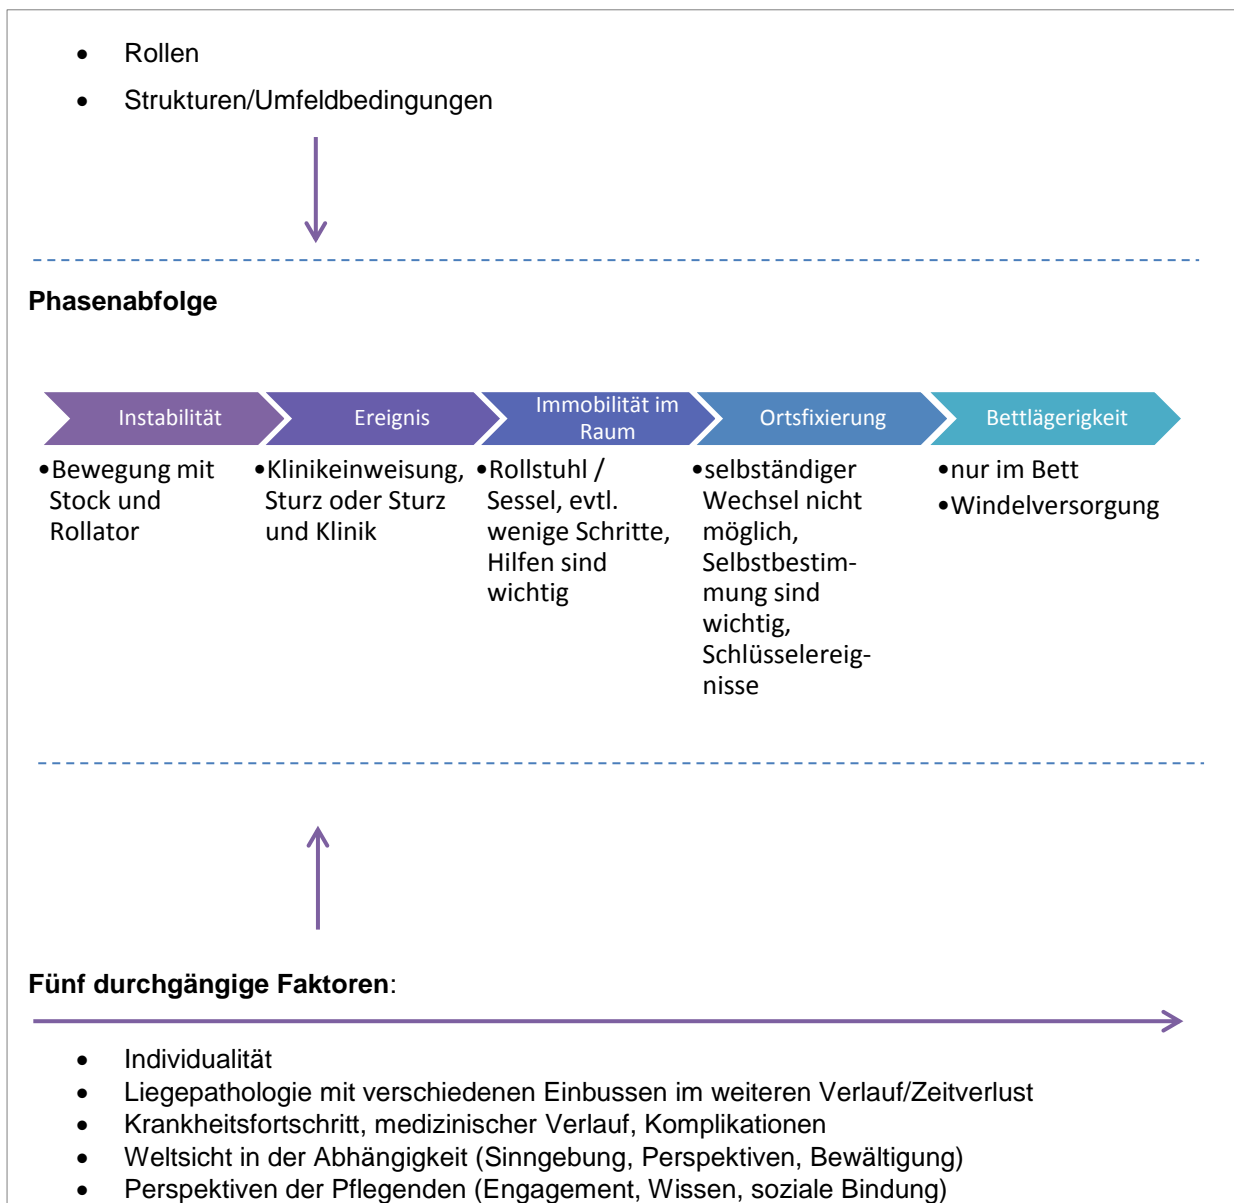 • Rollen
• Strukturen/Umfeldbedingungen
Phasenabfolge
Instabilität
•Bewegung mit
Stock und
Rollator
Ereignis
•Klinikeinweisung,
Sturz oder Sturz
und Klinik
Immobilität im
Raum
•Rollstuhl /
Sessel, evtl.
wenige Schritte,
Hilfen sind
wichtig
Ortsfixierung
•selbständiger
Wechsel nicht
möglich,
Selbstbestim-
mung sind
wichtig,
Schlüsselereig-
nisse
Bettlägerigkeit
•nur im Bett
•Windelversorgung
Fünf durchgängige Faktoren:
• Individualität
• Liegepathologie mit verschiedenen Einbussen im weiteren Verlauf/Zeitverlust
• Krankheitsfortschritt, medizinischer Verlauf, Komplikationen
• Weltsicht in der Abhängigkeit (Sinngebung, Perspektiven, Bewältigung)
• Perspektiven der Pflegenden (Engagement, Wissen, soziale Bindung)